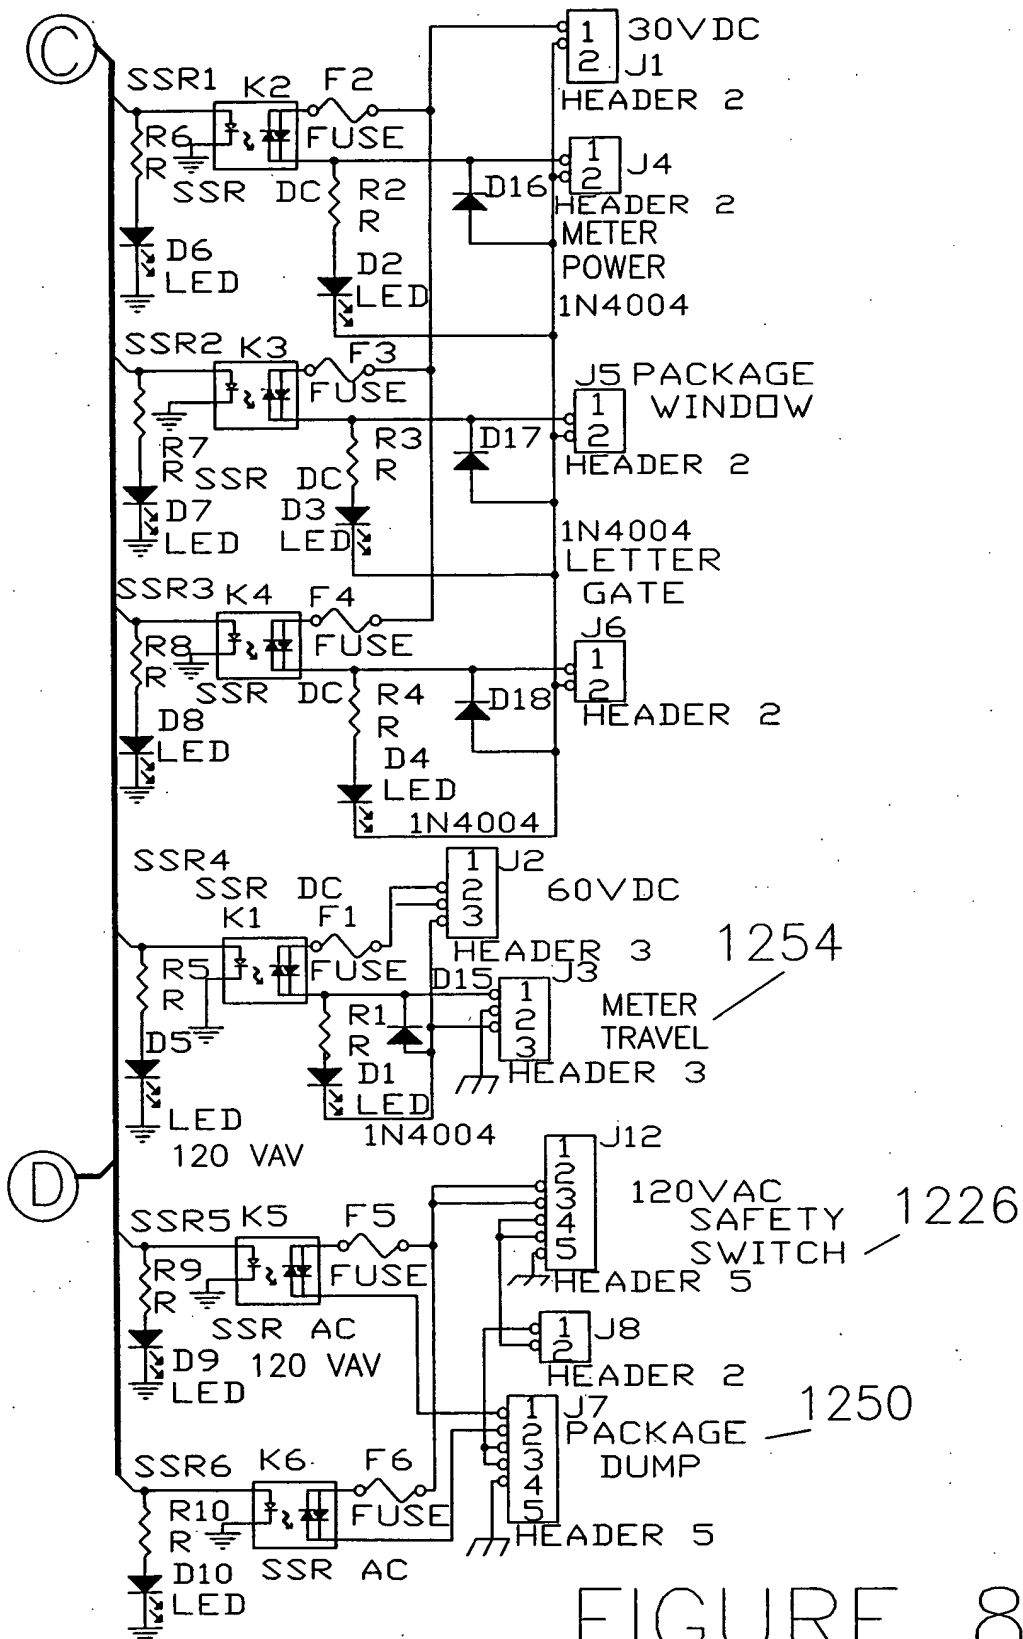 C
1 30VDC
2 J1
HEADER 2
SSR1 K2 F2
FUSE
R6
R
SSR DC
R2
R
D16
1 J4
2
HEADER 2
METER
POWER
1N4004
D6
LED
D2
LED
SSR2 K3 F3
FUSE
J5 PACKAGE
WINDOW
1
2
HEADER 2
R7
R
SSR DC
R3
R
D17
D7
LED
D3
LED
1N4004
LETTER
GATE
SSR3 K4 F4
FUSE
J6
1
2
HEADER 2
R8
R
SSR DC
R4
R
D18
D8
LED
D4
LED
1N4004
SSR4
SSR DC
K1 F1
FUSE
J2
1
2
3
60VDC
HEADER 3
1254
R5
R
D15
J3
1
2
3
METER
TRAVEL
HEADER 3
R1
R
D5
LED
D1
LED
1N4004
120 VAV
D
J12
1
2
3
4
5
120VAC
SAFETY
SWITCH
1226
HEADER 5
SSR5 K5 F5
FUSE
R9
R
SSR AC
120 VAV
D9
LED
1 J8
2
HEADER 2
J7
1
2
3
4
5
PACKAGE
DUMP
1250
HEADER 5
SSR6 K6 F6
FUSE
R10
R
SSR AC
D10
LED
FIGURE 8